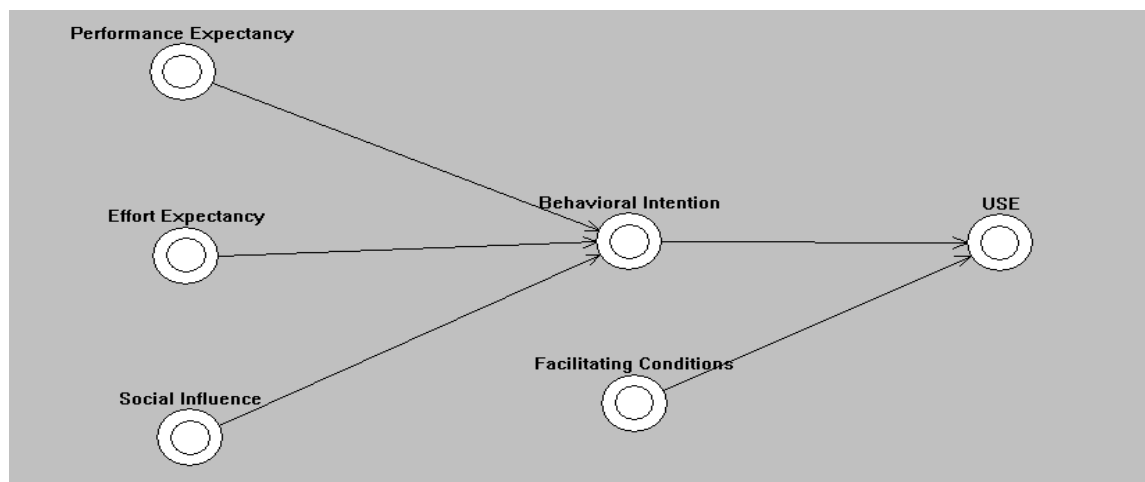 Performance Expectancy
Effort Expectancy
Behavioral Intention
USE
Social Influence
Facilitating Conditions